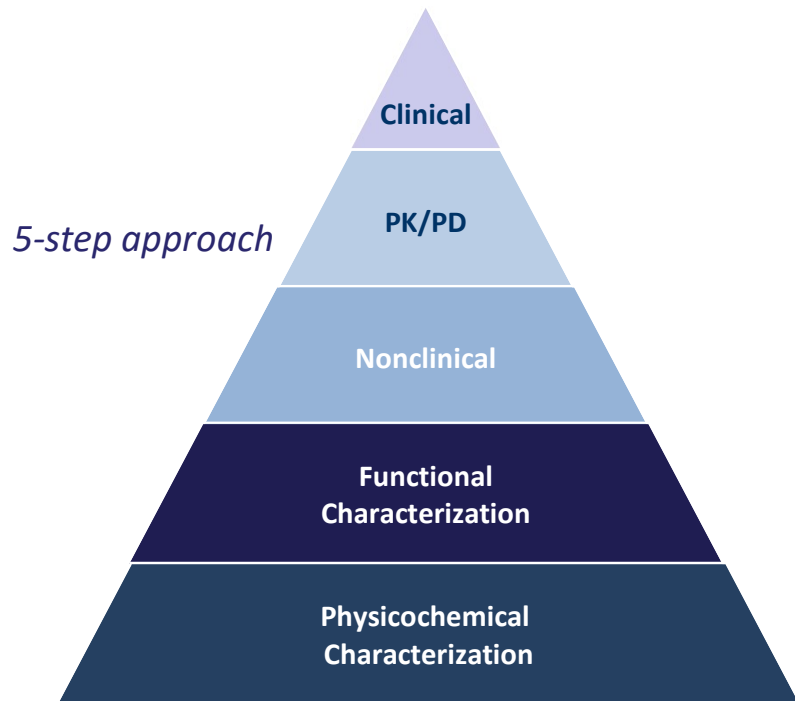 Clinical
PK/PD
5-step approach
Nonclinical
Functional
Characterization
Physicochemical
Characterization